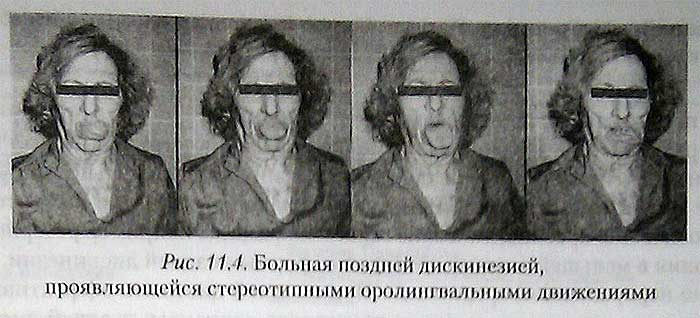 Рис. 11.4. Больная поздней дискинезией,
проявляющейся стереотипными оролингвальными движениями